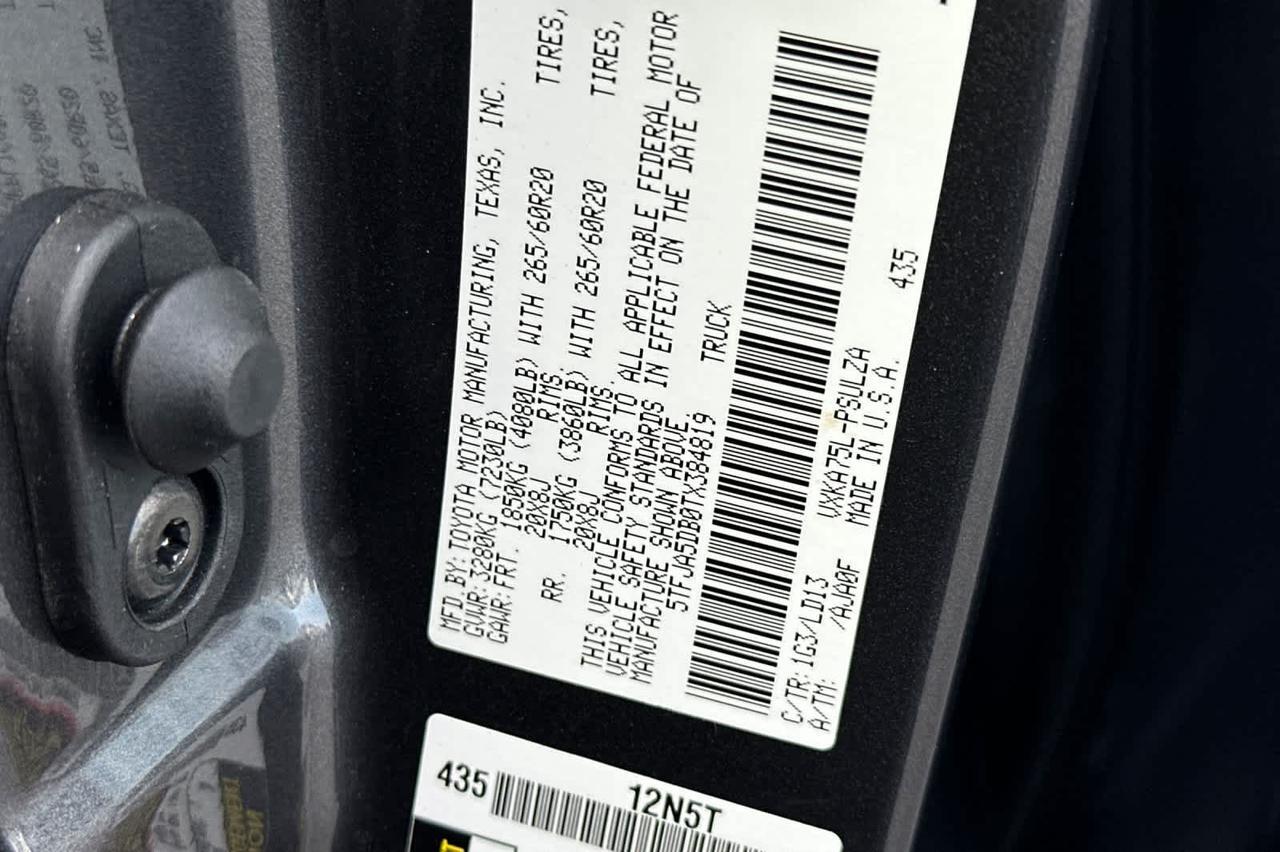 MFD.BY:TOYOTA MOTOR MANUFACTURING, TEXAS, INC.
GVWR:3280KG (7230LB)
GAWR:FRT. 1850KG (4080LB) WITH 265/60R20 TIRES,
20X8J RIMS
RR. 1750KG (3860LB) WITH 265/60R20 TIRES,
20X8J RIMS.
THIS VEHICLE CONFORMS TO ALL APPLICABLE FEDERAL MOTOR
VEHICLE SAFETY STANDARDS IN EFFECT ON THE DATE OF
MANUFACTURE SHOWN ABOVE.
5TFJA5DB0TX384819 TRUCK
C/TR:1G3/LD13 VXKA75L-PSULZA 435
A/TM: /AJA0F MADE IN U.S.A.
435 12N5T